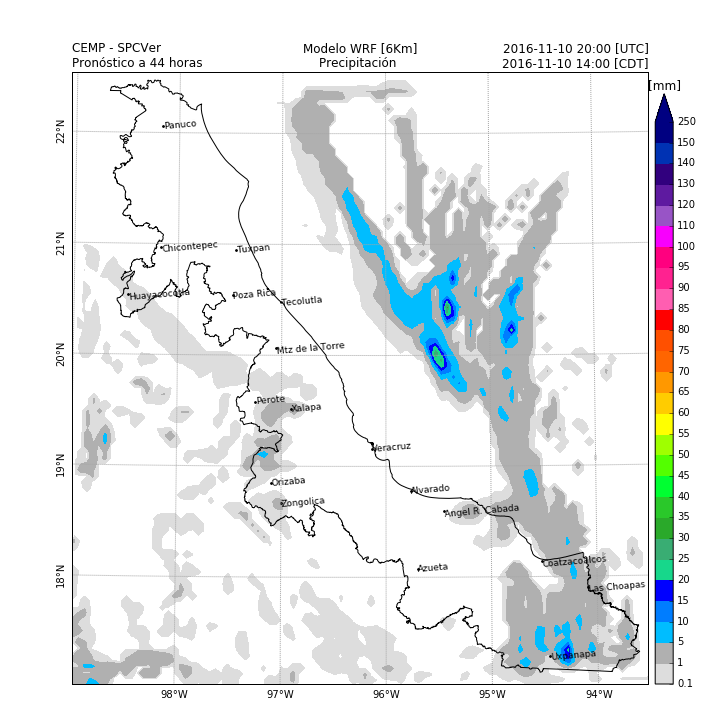 CEMP - SPCVer
Pronóstico a 44 horas
Modelo WRF [6Km]
Precipitación
2016-11-10 20:00 [UTC]
2016-11-10 14:00 [CDT]
[mm]
250
150
140
130
120
110
100
95
90
85
80
75
70
65
60
55
50
45
40
35
30
25
20
15
10
5
1
0.1
22°N
21°N
20°N
19°N
18°N
98°W
97°W
96°W
95°W
94°W
Panuco
Chicontepec
Tuxpan
Huayacocotla
Poza Rica
Tecolutla
Mtz de la Torre
Perote
Xalapa
Veracruz
Orizaba
Alvarado
Zongolica
Angel R. Cabada
Azueta
Coatzacoalcos
Las Choapas
Uxpanapa